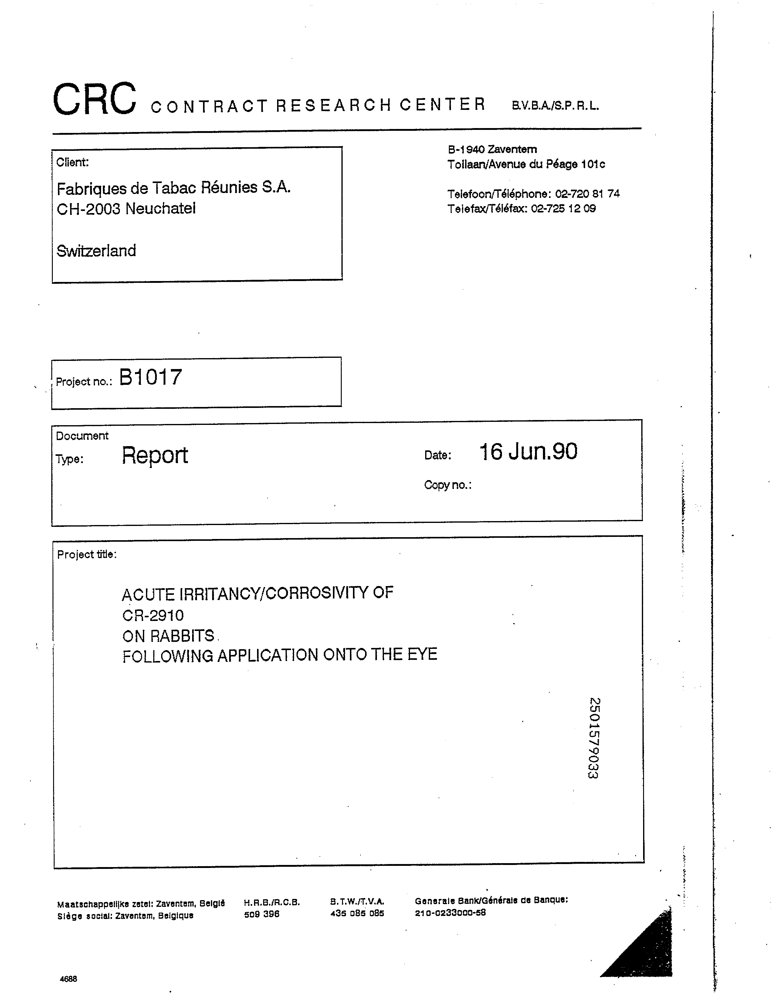 CRC CONTRACT RESEARCH CENTER B.V.B.A./S.P.R.L.
B-1940 Zaventem
Tollaan/Avenue du Péage 101c
Telefoon/Téléphone: 02-720 81 74
Telefax/Téléfax: 02-725 12 09
Client:
Fabriques de Tabac Réunies S.A.
CH-2003 Neuchatel
Switzerland
Project no.: B1017
Document
Type: Report
Date: 16 Jun.90
Copy no.:
Project title:
ACUTE IRRITANCY/CORROSIVITY OF
CR-2910
ON RABBITS
FOLLOWING APPLICATION ONTO THE EYE
2501579033
Maatschappelijke zetel: Zaventem, België
Siège social: Zaventem, Belgique
H.R.B./R.C.B.
509 396
B.T.W./T.V.A.
435 085 085
Generale Bank/Générale de Banque:
210-0233000-58
4688